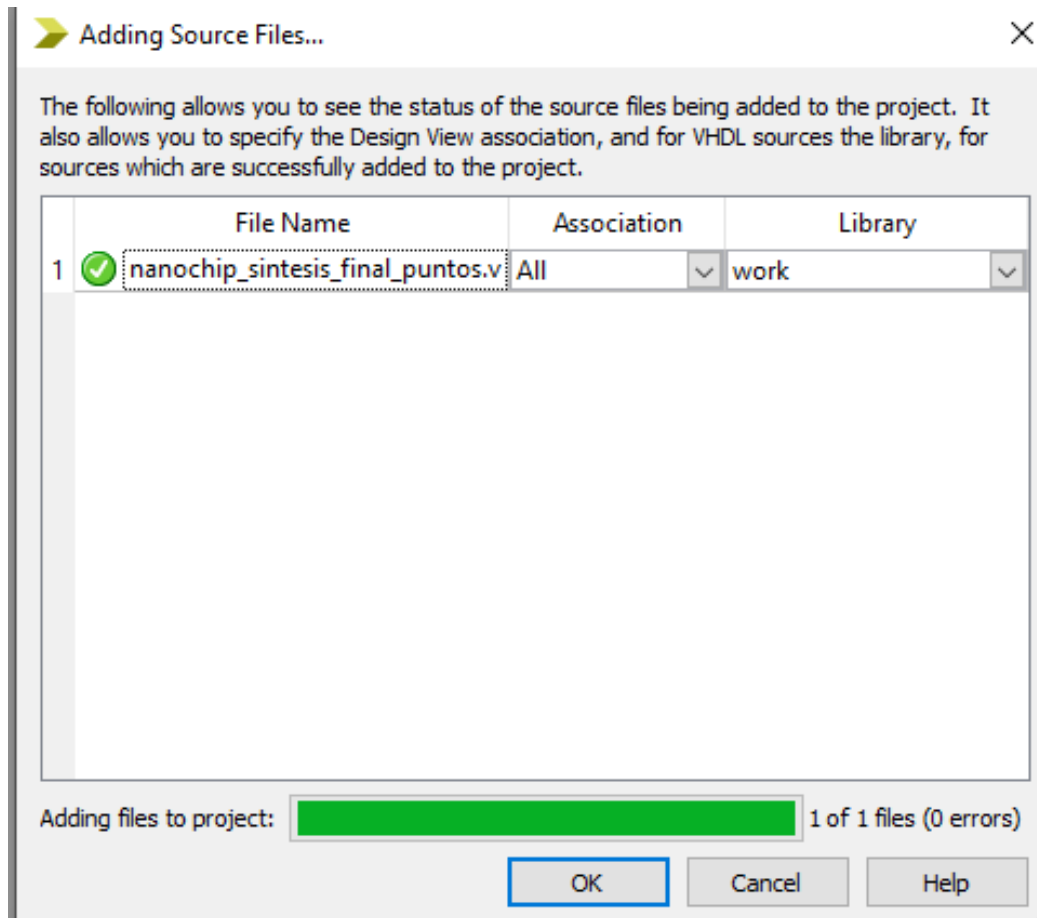 Adding Source Files...
The following allows you to see the status of the source files being added to the project. It
also allows you to specify the Design View association, and for VHDL sources the library, for
sources which are successfully added to the project.
File Name Association Library
1 nanochip_sintesis_final_puntos.v All work
Adding files to project: 1 of 1 files (0 errors)
OK Cancel Help